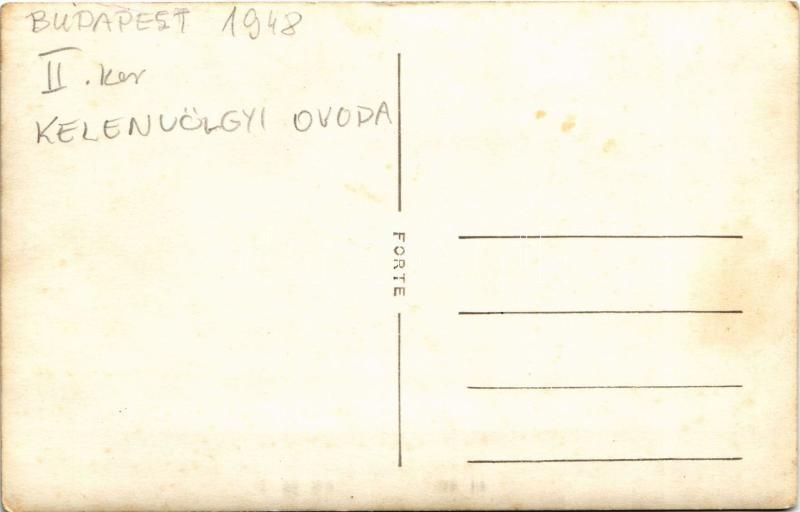 BUDAPEST 1948
II. ker
KELENVÖLGYI OVODA
FORTE